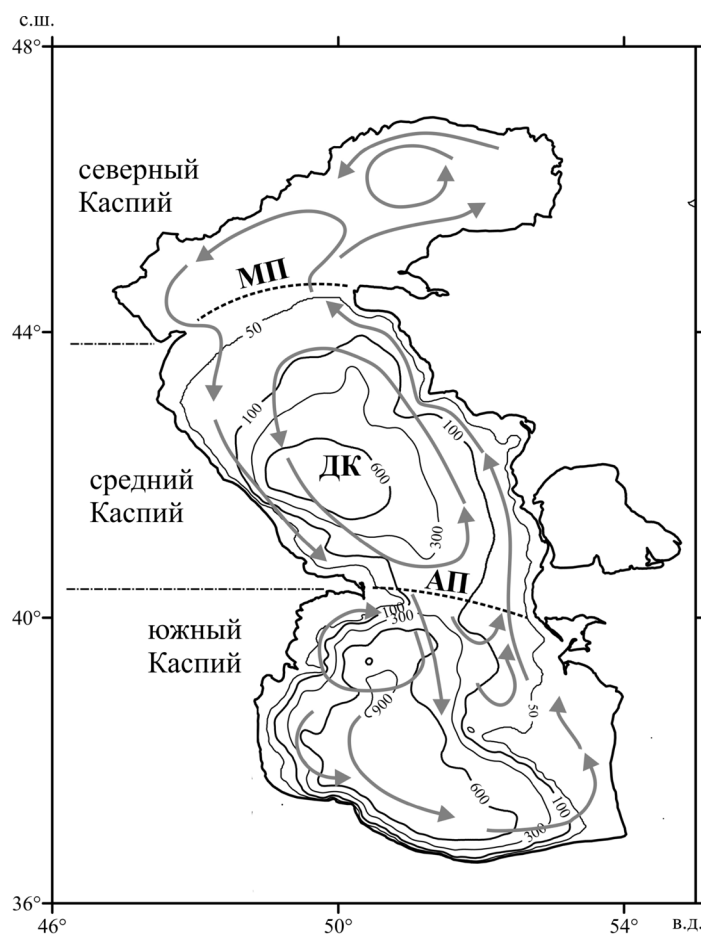 с.ш.
48°
северный
Каспий
МП
50
44°
100
100
ДК
600
средний
Каспий
300
АП
40°
100
300
южный
Каспий
900
50
600
100
300
36°
46°
50°
54°
в.д.